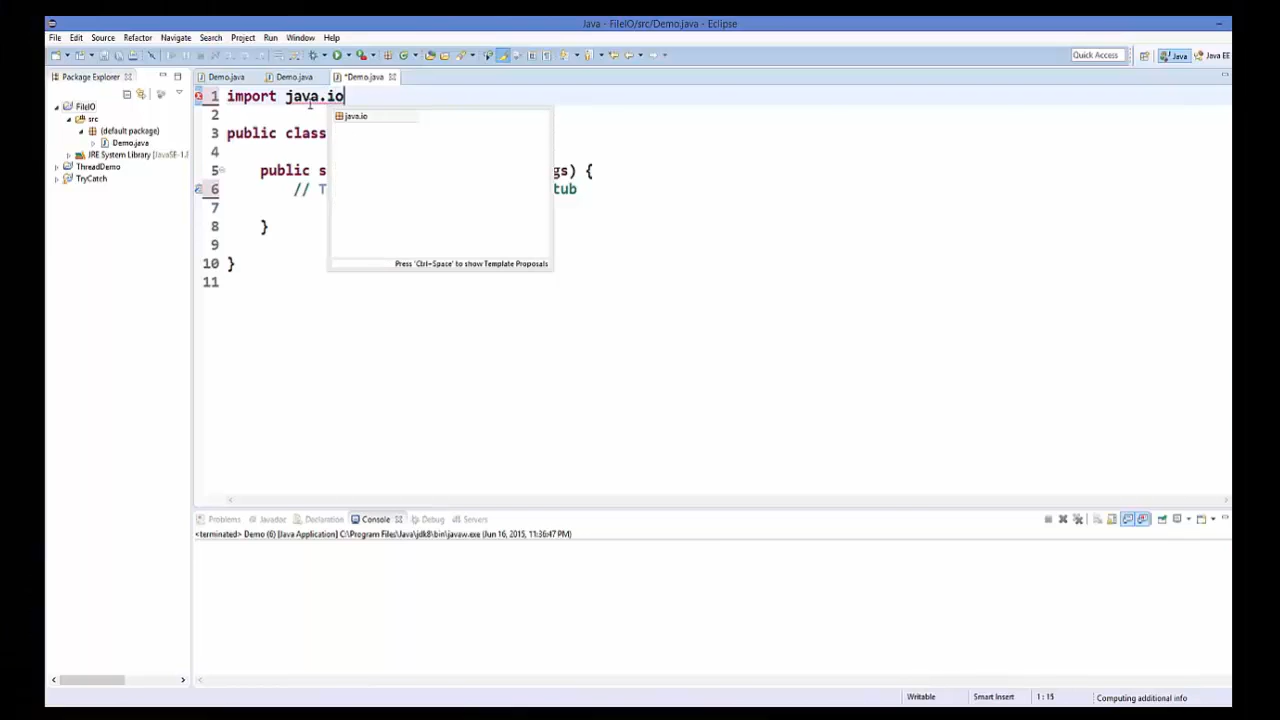 Java - FileIO/src/Demo.java - Eclipse
File Edit Source Refactor Navigate Search Project Run Window Help
Quick Access Java Java EE
Package Explorer
Demo.java Demo.java *Demo.java
FileIO
src
(default package)
Demo.java
JRE System Library [JavaSE-1.
ThreadDemo
TryCatch
1 import java.io
2
3 public class
4
5 public s gs) {
6 // T tub
7
8 }
9
10 }
11
java.io
Press 'Ctrl+Space' to show Template Proposals
Problems Javadoc Declaration Console Debug Servers
<terminated> Demo (6) [Java Application] C:\Program Files\Java\jdk8\bin\javaw.exe (Jun 16, 2015, 11:36:47 PM)
Writable Smart Insert 1 : 15 Computing additional info